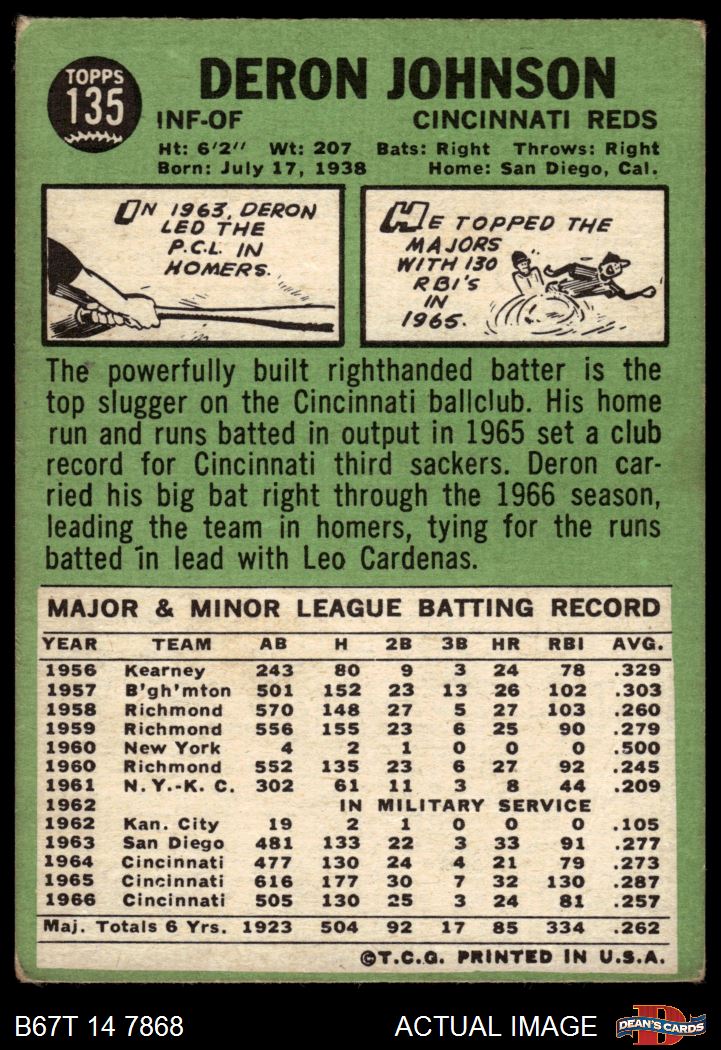 TOPPS
135
DERON JOHNSON
INF-OF CINCINNATI REDS
Ht: 6'2" Wt: 207 Bats: Right Throws: Right
Born: July 17, 1938 Home: San Diego, Cal.
IN 1963, DERON
LED THE
P.C.L. IN
HOMERS.
HE TOPPED THE
MAJORS
WITH 130
RBI'S
IN
1965.
The powerfully built righthanded batter is the
top slugger on the Cincinnati ballclub. His home
run and runs batted in output in 1965 set a club
record for Cincinnati third sackers. Deron car-
ried his big bat right through the 1966 season,
leading the team in homers, tying for the runs
batted in lead with Leo Cardenas.
MAJOR & MINOR LEAGUE BATTING RECORD
YEAR TEAM AB H 2B 3B HR RBI AVG.
1956 Kearney 243 80 9 3 24 78 .329
1957 B'gh'mton 501 152 23 13 26 102 .303
1958 Richmond 570 148 27 5 27 103 .260
1959 Richmond 556 155 23 6 25 90 .279
1960 New York 4 2 1 0 0 0 .500
1960 Richmond 552 135 23 6 27 92 .245
1961 N.Y.-K. C. 302 61 11 3 8 44 .209
1962 IN MILITARY SERVICE
1962 Kan. City 19 2 1 0 0 0 .105
1963 San Diego 481 133 22 3 33 91 .277
1964 Cincinnati 477 130 24 4 21 79 .273
1965 Cincinnati 616 177 30 7 32 130 .287
1966 Cincinnati 505 130 25 3 24 81 .257
Maj. Totals 6 Yrs. 1923 504 92 17 85 334 .262
©T.C.G. PRINTED IN U.S.A.
B67T 14 7868 ACTUAL IMAGE D DEAN'S CARDS